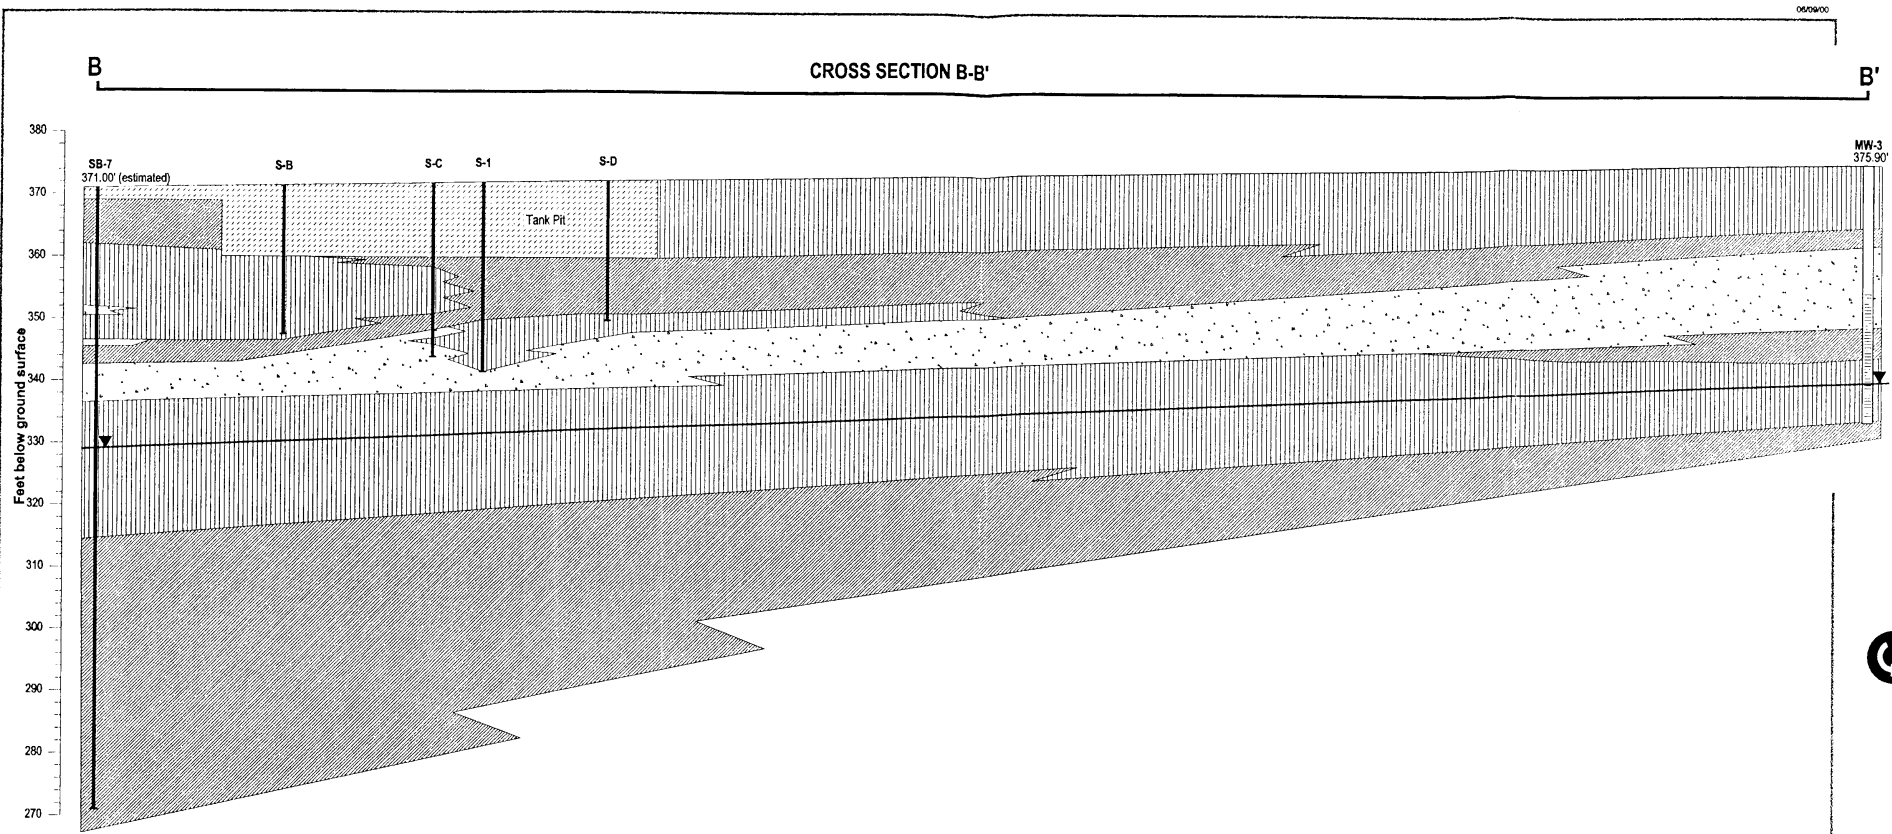 06/09/00
B
CROSS SECTION B-B'
B'
380
370
360
350
340
330
320
310
300
290
280
270
Feet below ground surface
SB-7
371.00' (estimated)
S-B
S-C
S-1
S-D
Tank Pit
MW-3
375.90'